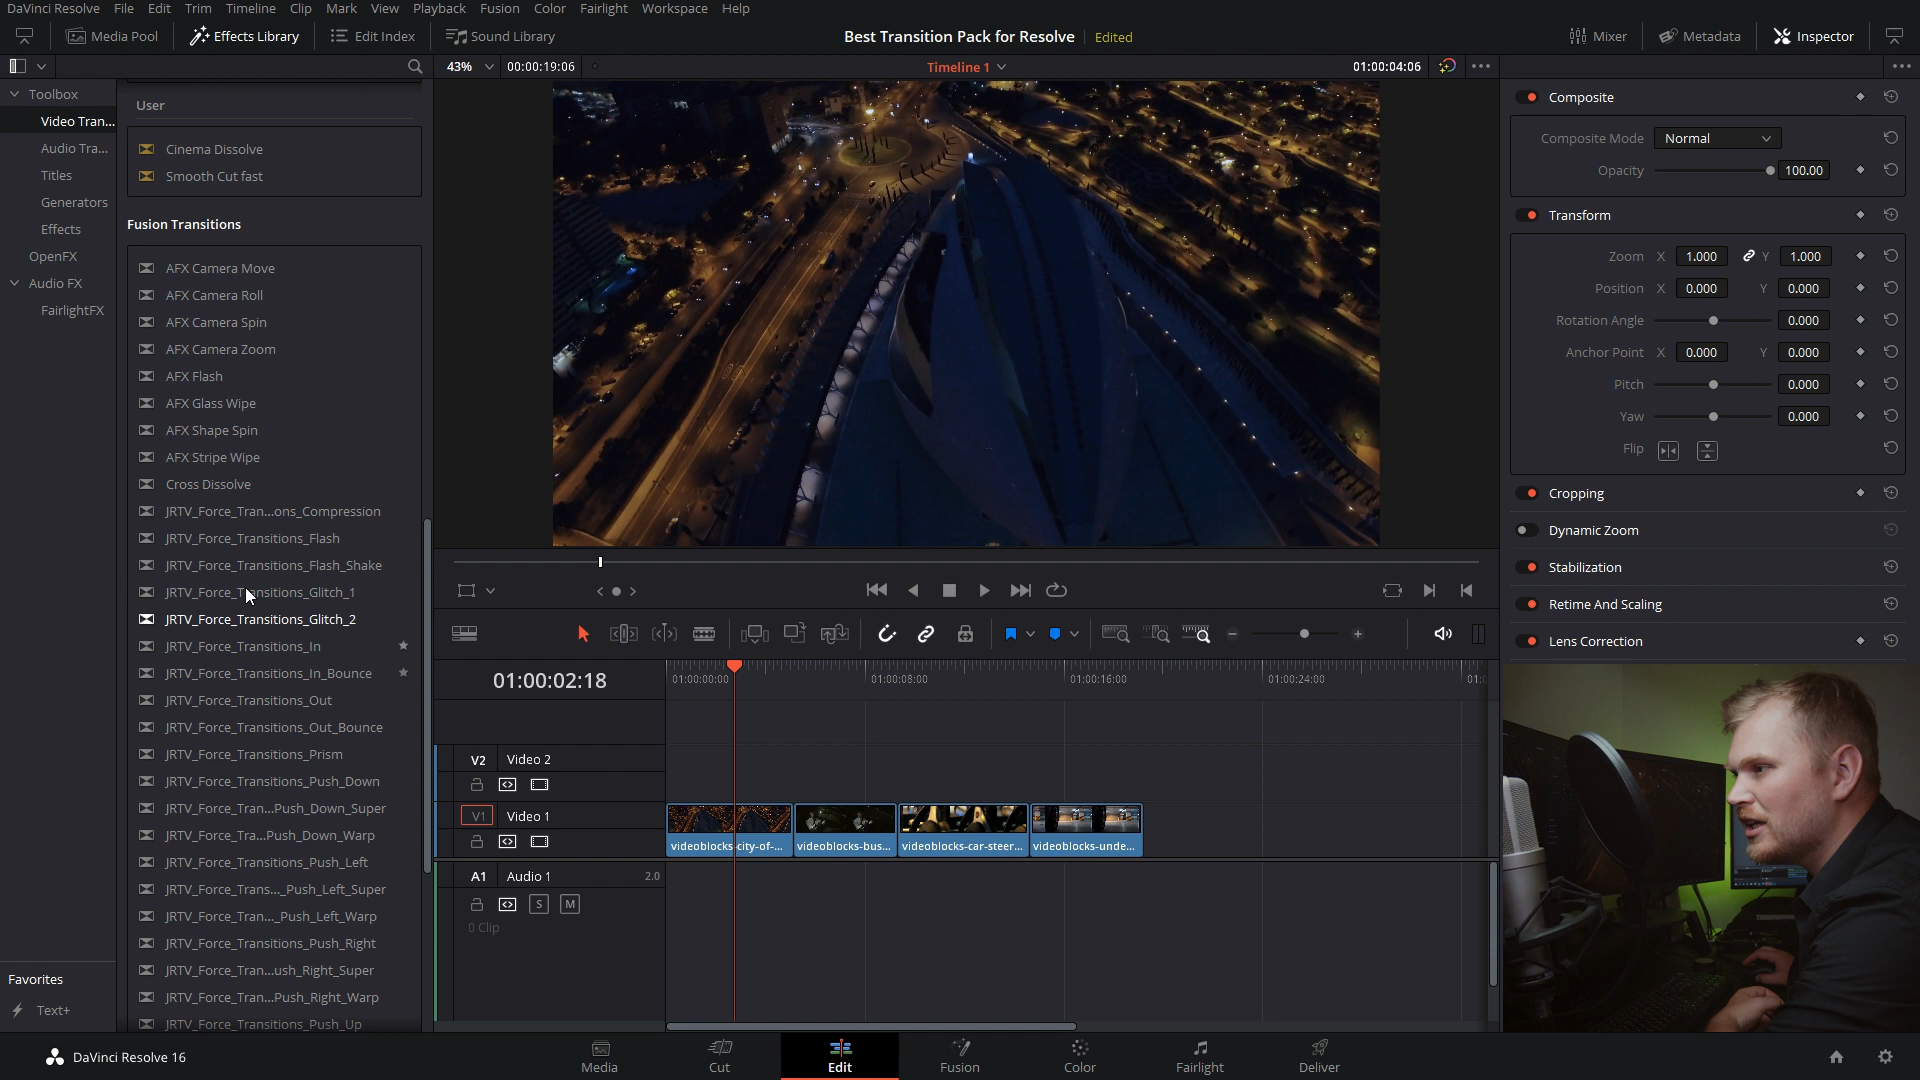 DaVinci Resolve File Edit Trim Timeline Clip Mark View Playback Fusion Color Fairlight Workspace Help
Media Pool Effects Library Edit Index Sound Library Best Transition Pack for Resolve Edited Mixer Metadata Inspector
43% 00:00:19:06 Timeline 1 01:00:04:06
Toolbox
Video Tran...
Audio Tra...
Titles
Generators
Effects
OpenFX
Audio FX
FairlightFX
Favorites
Text+
User
Cinema Dissolve
Smooth Cut fast
Fusion Transitions
AFX Camera Move
AFX Camera Roll
AFX Camera Spin
AFX Camera Zoom
AFX Flash
AFX Glass Wipe
AFX Shape Spin
AFX Stripe Wipe
Cross Dissolve
JRTV_Force_Tran...ons_Compression
JRTV_Force_Transitions_Flash
JRTV_Force_Transitions_Flash_Shake
JRTV_Force_Transitions_Glitch_1
JRTV_Force_Transitions_Glitch_2
JRTV_Force_Transitions_In
JRTV_Force_Transitions_In_Bounce
JRTV_Force_Transitions_Out
JRTV_Force_Transitions_Out_Bounce
JRTV_Force_Transitions_Prism
JRTV_Force_Transitions_Push_Down
JRTV_Force_Tran...Push_Down_Super
JRTV_Force_Tra...Push_Down_Warp
JRTV_Force_Transitions_Push_Left
JRTV_Force_Trans..._Push_Left_Super
JRTV_Force_Tran..._Push_Left_Warp
JRTV_Force_Transitions_Push_Right
JRTV_Force_Tran...ush_Right_Super
JRTV_Force_Tran...Push_Right_Warp
JRTV_Force_Transitions_Push_Up
01:00:02:18
01:00:00:00 01:00:08:00 01:00:16:00 01:00:24:00 01:0
V2 Video 2
V1 Video 1
videoblocks-city-of-... videoblocks-bus... videoblocks-car-steer... videoblocks-unde...
A1 Audio 1 2.0
S M
0 Clip
Composite
Composite Mode Normal
Opacity 100.00
Transform
Zoom X 1.000 Y 1.000
Position X 0.000 Y 0.000
Rotation Angle 0.000
Anchor Point X 0.000 Y 0.000
Pitch 0.000
Yaw 0.000
Flip
Cropping
Dynamic Zoom
Stabilization
Retime And Scaling
Lens Correction
DaVinci Resolve 16
Media Cut Edit Fusion Color Fairlight Deliver